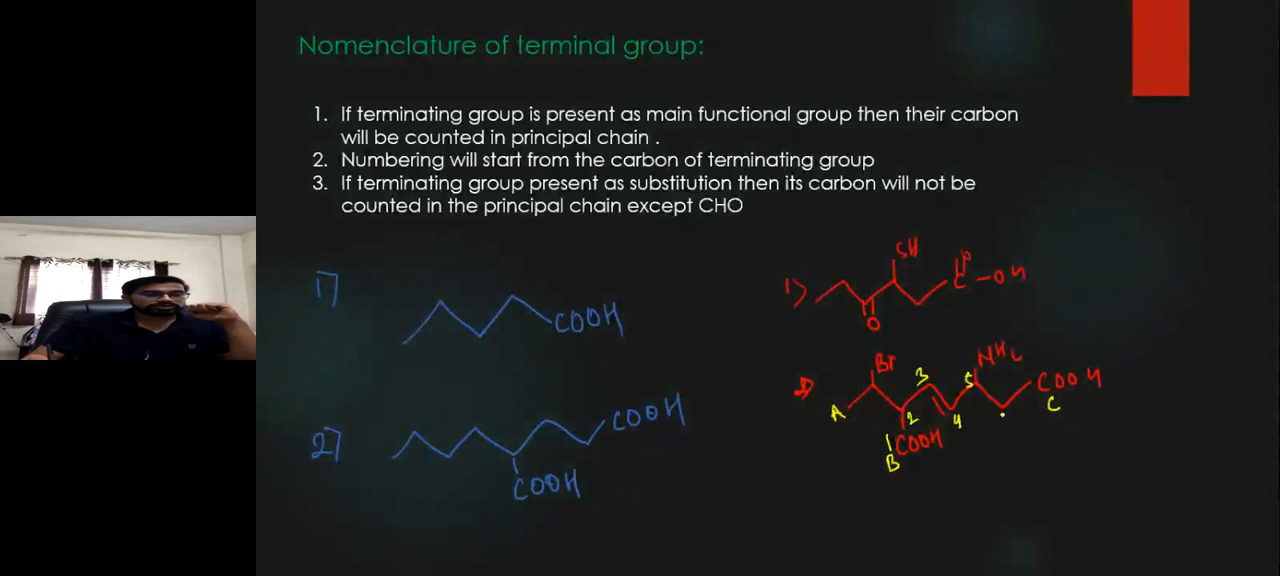 Nomenclature of terminal group:
1. If terminating group is present as main functional group then their carbon
will be counted in principal chain .
2. Numbering will start from the carbon of terminating group
3. If terminating group present as substitution then its carbon will not be
counted in the principal chain except CHO
1)
COOH
2)
COOH
COOH
1)
SH
O
O
C-OH
Br
3
5
NH2
COOH
A
2
4
C
1
COOH
B